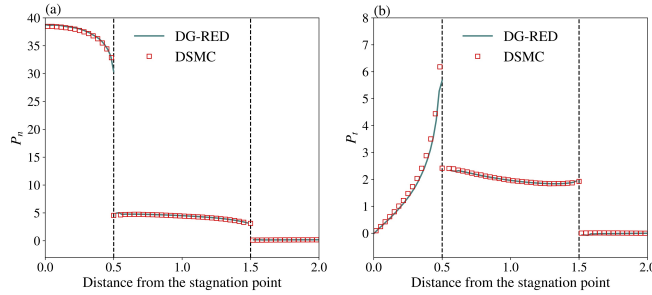 (a)
40
35
30
25
20
15
10
5
0
P_n
DG-RED
DSMC
0.0 0.5 1.0 1.5 2.0
Distance from the stagnation point
(b)
8
7
6
5
4
3
2
1
0
P_t
DG-RED
DSMC
0.0 0.5 1.0 1.5 2.0
Distance from the stagnation point